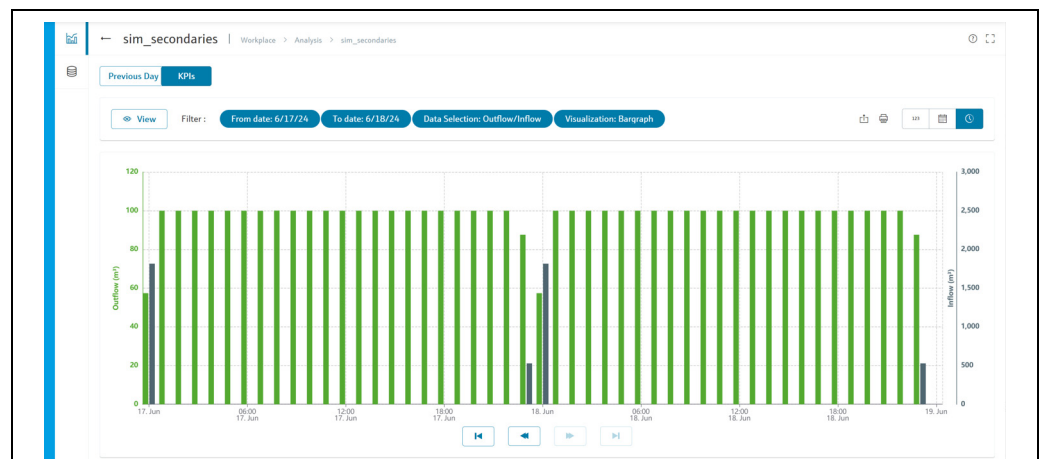 ← sim_secondaries | Workplace > Analysis > sim_secondaries
Previous Day KPIs
View Filter : From date: 6/17/24 To date: 6/18/24 Data Selection: Outflow/Inflow Visualization: Bargraph 123
120 3,000
100 2,500
80 2,000
60 1,500
40 1,000
20 500
0 0
Outflow (m³)
Inflow (m³)
17. Jun 06:00 12:00 18:00 18. Jun 06:00 12:00 18:00 19. Jun
17. Jun 17. Jun 17. Jun 18. Jun 18. Jun 18. Jun